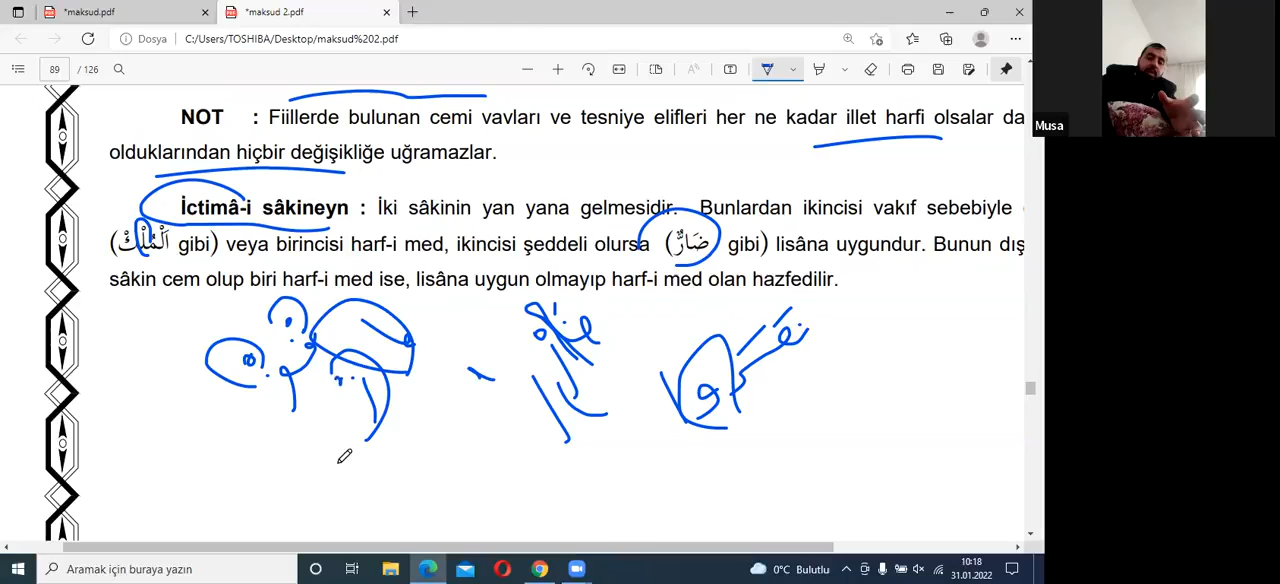 *maksud.pdf
*maksud 2.pdf
Dosya C:/Users/TOSHIBA/Desktop/maksud%202.pdf
89 / 126
NOT : Fiillerde bulunan cemi vavları ve tesniye elifleri her ne kadar illet harfi olsalar da
olduklarından hiçbir değişikliğe uğramazlar.
İctimâ-i sâkineyn : İki sâkinin yan yana gelmesidir. Bunlardan ikincisi vakıf sebebiyle
(اَلْمُلْكْ gibi) veya birincisi harf-i med, ikincisi şeddeli olursa (ضَارٌّ gibi) lisâna uygundur. Bunun dış
sâkin cem olup biri harf-i med ise, lisâna uygun olmayıp harf-i med olan hazfedilir.
Musa
Aramak için buraya yazın
0°C Bulutlu
10:18
31.01.2022